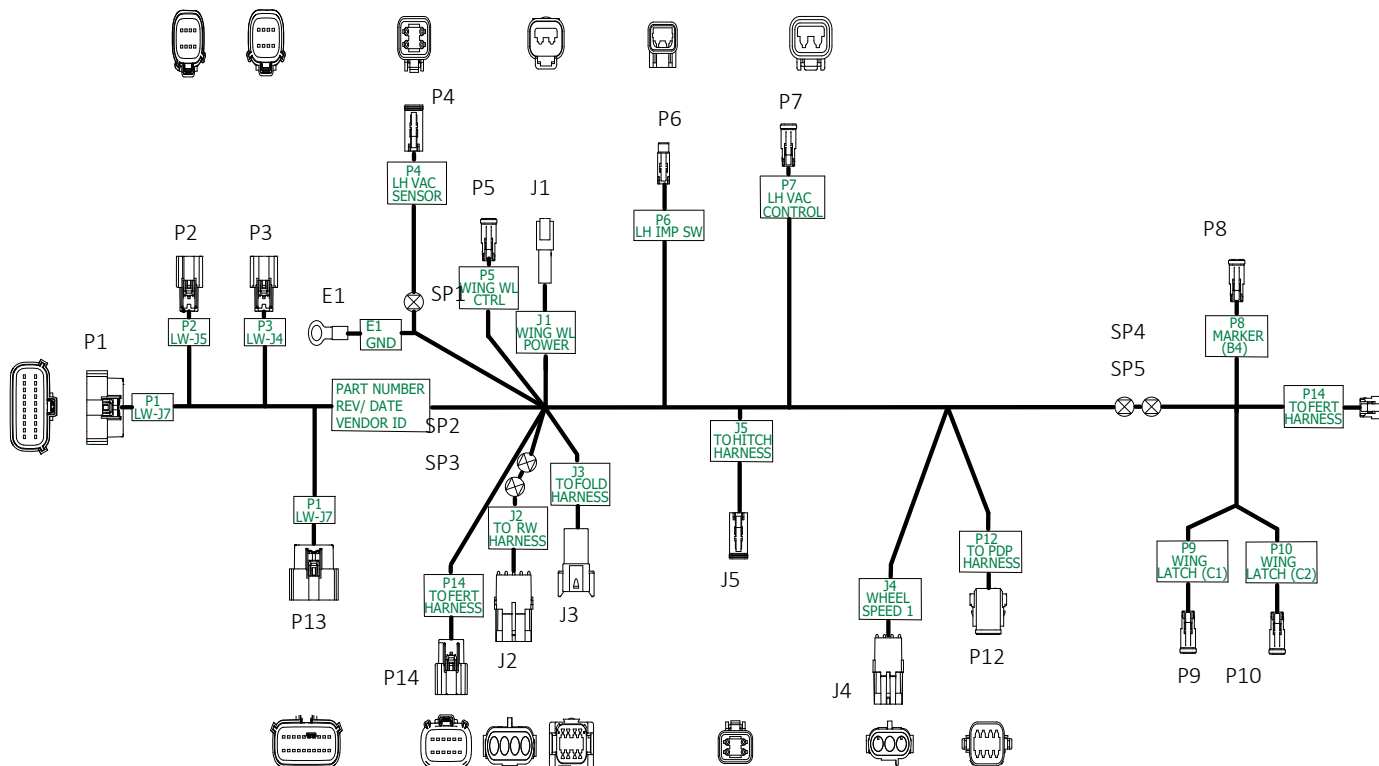 P4
P7
P6
P4
LH VAC
SENSOR
P5
J1
P7
LH VAC
CONTROL
P6
LH IMP SW
P2
P3
P8
E1
SP1
P5
WING WL
CTRL
P2
LW-J5
P3
LW-J4
E1
GND
J1
WING WL
POWER
P8
MARKER
(B4)
SP4
SP5
P1
P1
LW-J7
PART NUMBER
REV/ DATE
VENDOR ID
P14
TO FERT
HARNESS
SP2
SP3
J5
TO HITCH
HARNESS
J3
TO FOLD
HARNESS
P1
LW-J7
J2
TO RW
HARNESS
P12
TO PDP
HARNESS
P9
WING
LATCH (C1)
P10
WING
LATCH (C2)
P14
TO FERT
HARNESS
J4
WHEEL
SPEED 1
J5
J3
P13
J2
P12
P14
J4
P9
P10